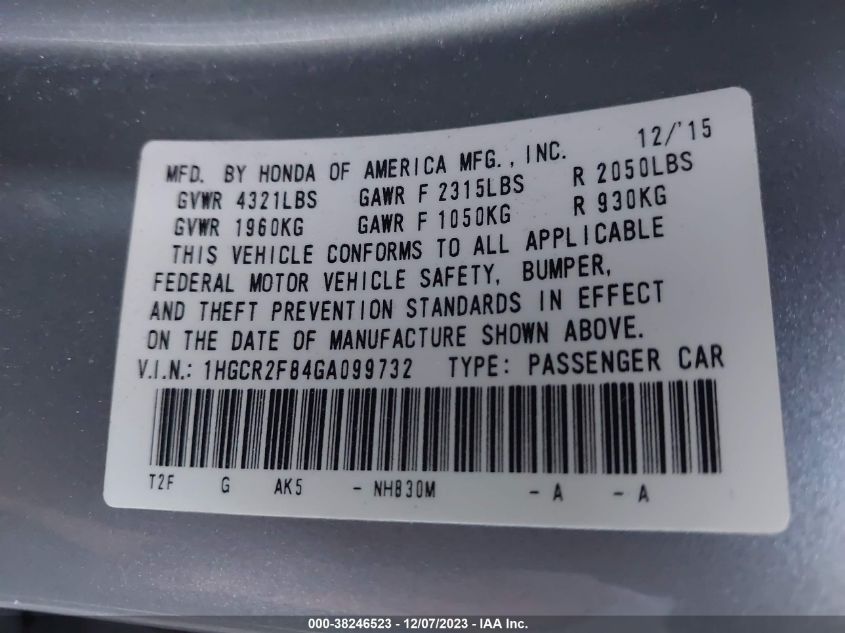 12/'15
MFD. BY HONDA OF AMERICA MFG., INC.
GVWR 4321LBS GAWR F 2315LBS R 2050LBS
GVWR 1960KG GAWR F 1050KG R 930KG
THIS VEHICLE CONFORMS TO ALL APPLICABLE
FEDERAL MOTOR VEHICLE SAFETY, BUMPER,
AND THEFT PREVENTION STANDARDS IN EFFECT
ON THE DATE OF MANUFACTURE SHOWN ABOVE.
V.I.N.: 1HGCR2F84GA099732 TYPE: PASSENGER CAR
T2F G AK5 - NH830M - A - A
000-38246523 - 12/07/2023 - IAA Inc.